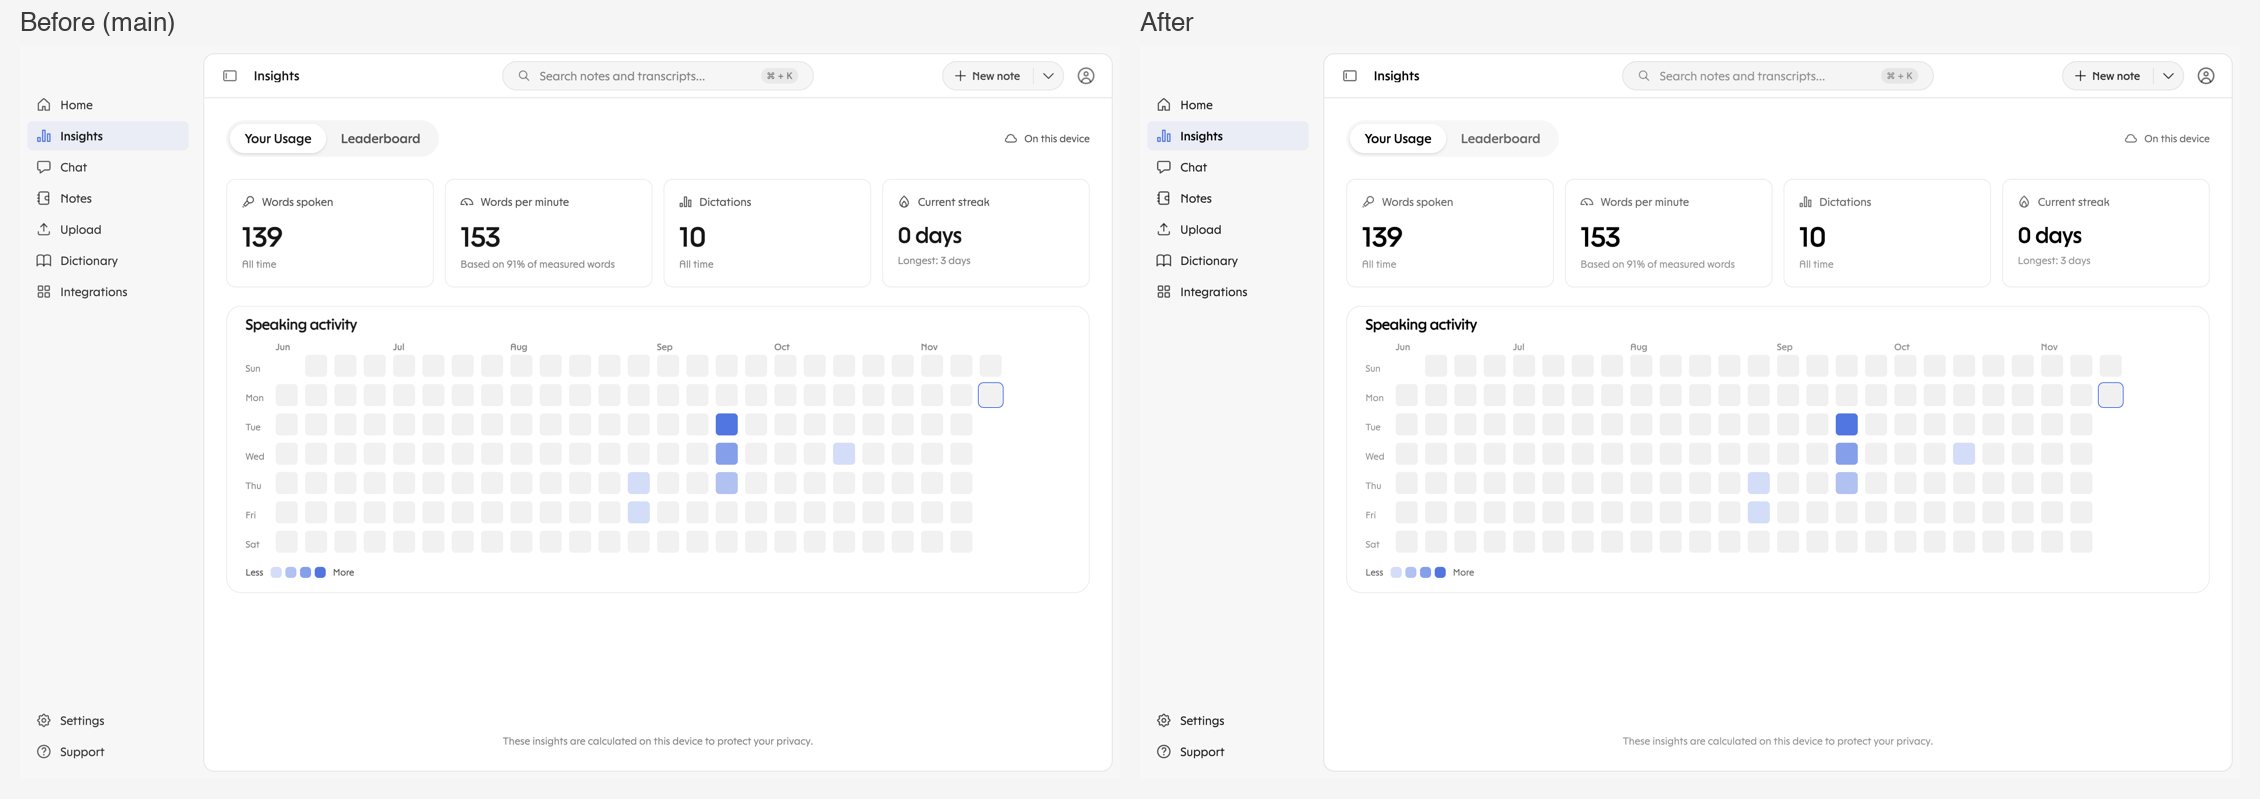 Before (main)
Insights
Search notes and transcripts...
⌘ + K
New note
Home
Insights
Chat
Notes
Upload
Dictionary
Integrations
Settings
Support
Your Usage
Leaderboard
On this device
Words spoken
139
All time
Words per minute
153
Based on 91% of measured words
Dictations
10
All time
Current streak
0 days
Longest: 3 days
Speaking activity
Jun Jul Aug Sep Oct Nov
Sun
Mon
Tue
Wed
Thu
Fri
Sat
Less More
These insights are calculated on this device to protect your privacy.
After
Insights
Search notes and transcripts...
⌘ + K
New note
Home
Insights
Chat
Notes
Upload
Dictionary
Integrations
Settings
Support
Your Usage
Leaderboard
On this device
Words spoken
139
All time
Words per minute
153
Based on 91% of measured words
Dictations
10
All time
Current streak
0 days
Longest: 3 days
Speaking activity
Jun Jul Aug Sep Oct Nov
Sun
Mon
Tue
Wed
Thu
Fri
Sat
Less More
These insights are calculated on this device to protect your privacy.